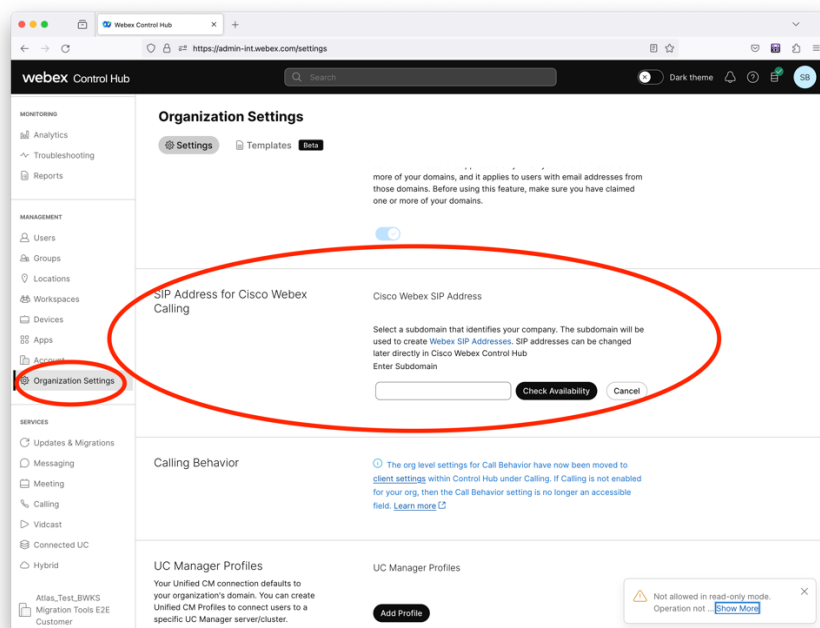 Webex Control Hub
https://admin-int.webex.com/settings
webex Control Hub
Search
Dark theme
SB
MONITORING
Analytics
Troubleshooting
Reports
MANAGEMENT
Users
Groups
Locations
Workspaces
Devices
Apps
Account
Organization Settings
SERVICES
Updates & Migrations
Messaging
Meeting
Calling
Vidcast
Connected UC
Hybrid
Atlas_Test_BWKS
Migration Tools E2E
Customer
Organization Settings
Settings
Templates
Beta
more of your domains, and it applies to users with email addresses from
those domains. Before using this feature, make sure you have claimed
one or more of your domains.
SIP Address for Cisco Webex
Calling
Cisco Webex SIP Address
Select a subdomain that identifies your company. The subdomain will be
used to create Webex SIP Addresses. SIP addresses can be changed
later directly in Cisco Webex Control Hub
Enter Subdomain
Check Availability
Cancel
Calling Behavior
The org level settings for Call Behavior have now been moved to
client settings within Control Hub under Calling. If Calling is not enabled
for your org, then the Call Behavior setting is no longer an accessible
field. Learn more
UC Manager Profiles
Your Unified CM connection defaults to
your organization's domain. You can create
Unified CM Profiles to connect users to a
specific UC Manager server/cluster.
UC Manager Profiles
Add Profile
Not allowed in read-only mode.
Operation not ... Show More